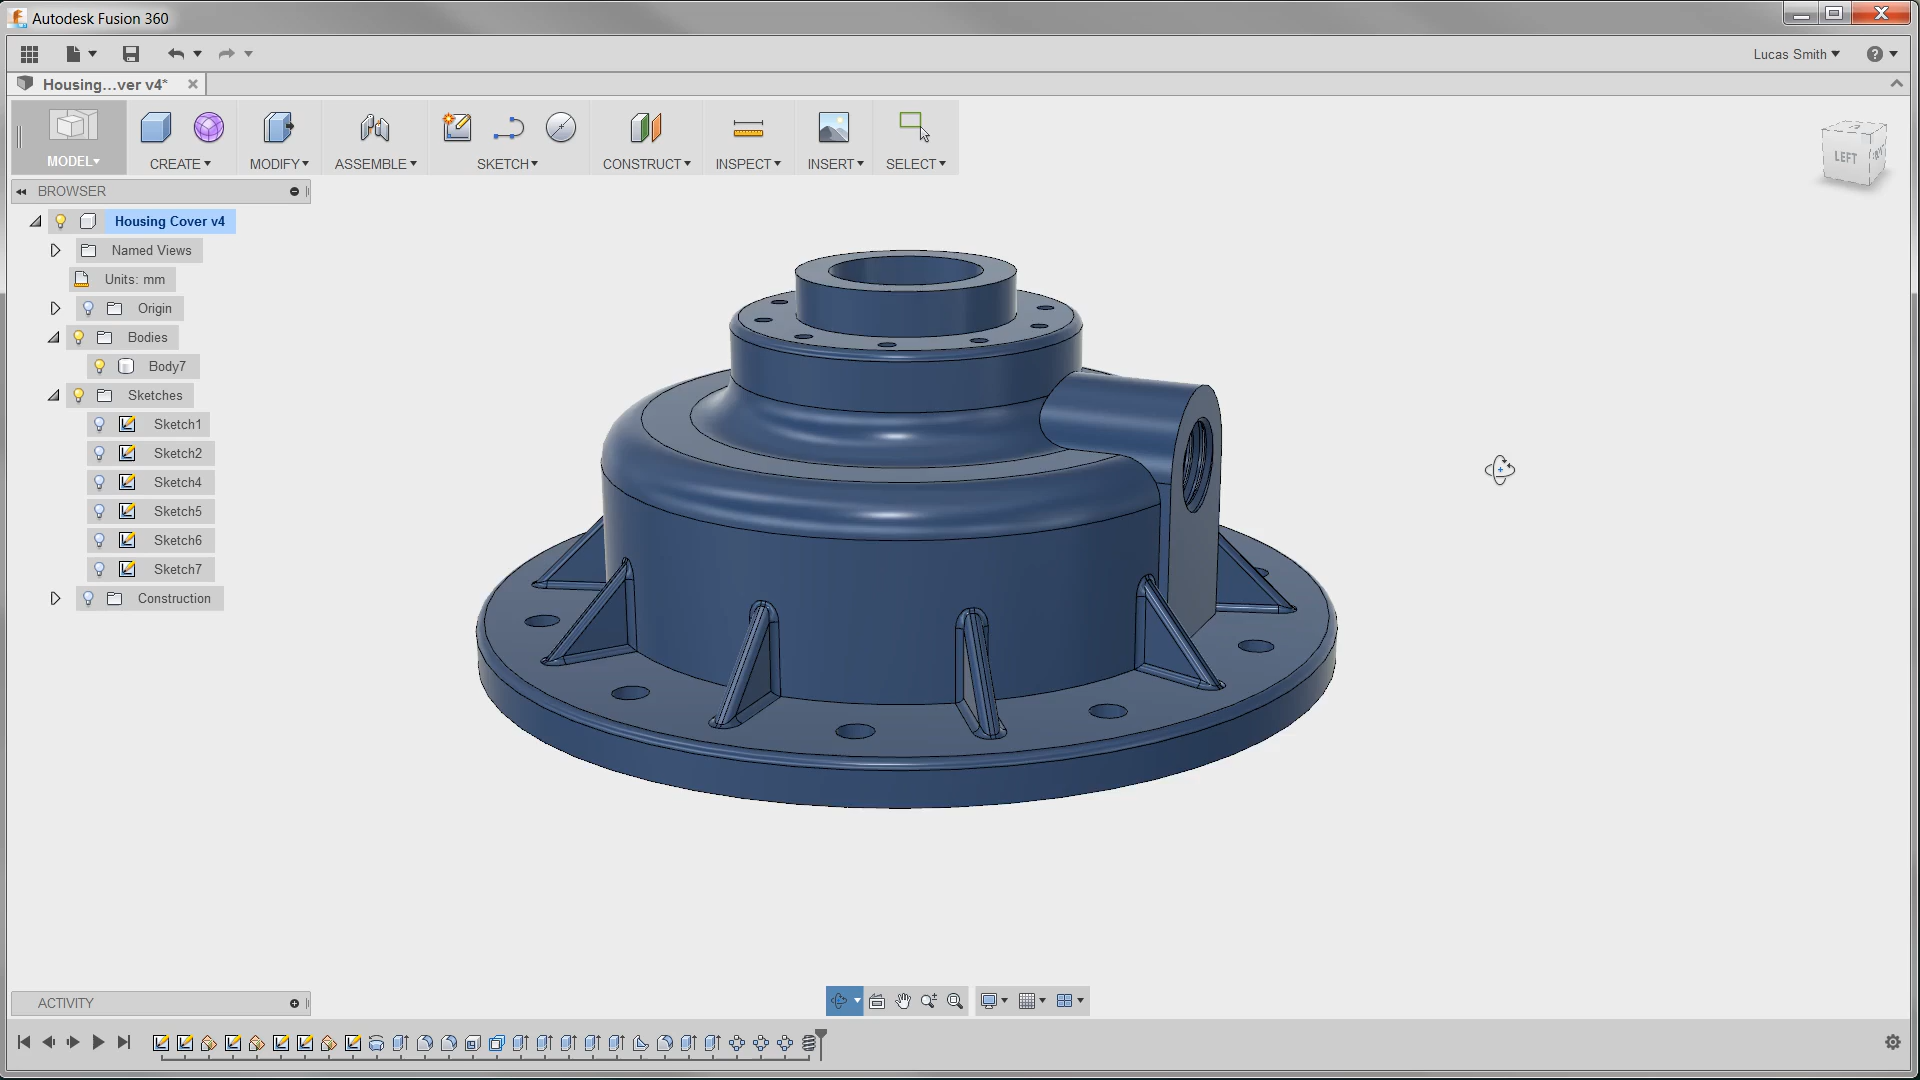 Autodesk Fusion 360
Lucas Smith
Housing...ver v4*
MODEL
CREATE
MODIFY
ASSEMBLE
SKETCH
CONSTRUCT
INSPECT
INSERT
SELECT
LEFT
BROWSER
Housing Cover v4
Named Views
Units: mm
Origin
Bodies
Body7
Sketches
Sketch1
Sketch2
Sketch4
Sketch5
Sketch6
Sketch7
Construction
ACTIVITY